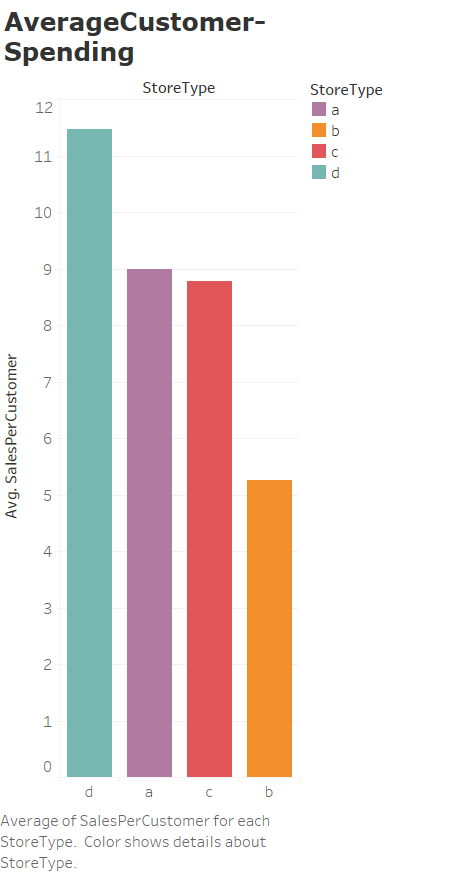 AverageCustomer-
Spending
StoreType
StoreType
a
b
c
d
12
11
10
9
8
7
6
5
4
3
2
1
0
Avg. SalesPerCustomer
d a c b
Average of SalesPerCustomer for each
StoreType.  Color shows details about
StoreType.